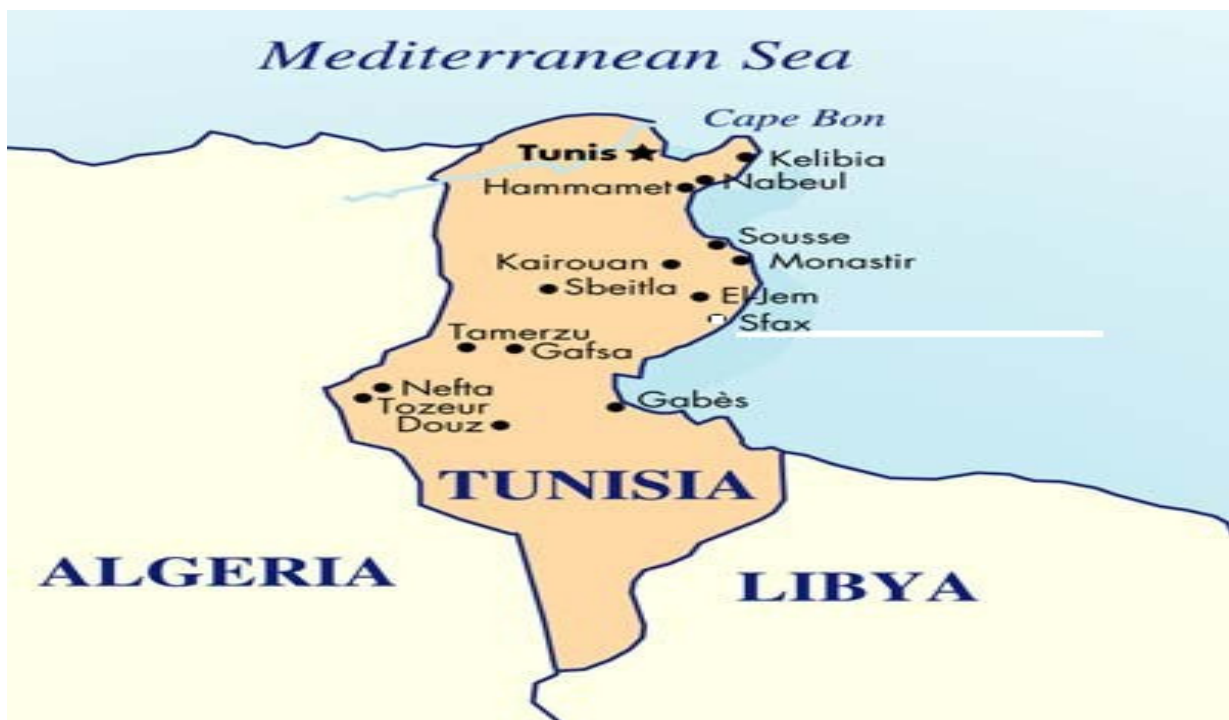 Mediterranean Sea
Cape Bon
Tunis
Kelibia
Nabeul
Hammamet
Sousse
Monastir
Kairouan
Sbeitla
El-Jem
Sfax
Tamerzu
Gafsa
Nefta
Tozeur
Gabès
Douz
TUNISIA
ALGERIA
LIBYA